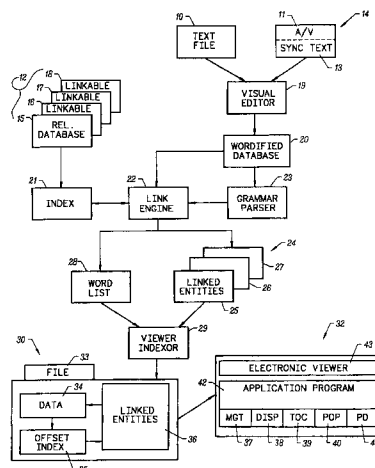 10
TEXT FILE
11
A/V
SYNC TEXT
14
13
12
18
LINKABLE
17
LINKABLE
16
LINKABLE
15
REL. DATABASE
VISUAL EDITOR
19
WORDIFIED DATABASE
20
21
INDEX
22
LINK ENGINE
23
GRAMMAR PARSER
24
28
WORD LIST
27
26
LINKED ENTITIES
25
VIEWER INDEXOR
29
30
33
FILE
34
DATA
OFFSET INDEX
LINKED ENTITIES
36
32
43
ELECTRONIC VIEWER
42
APPLICATION PROGRAM
MGT
DISP
TOC
POP
PD
37
38
39
40